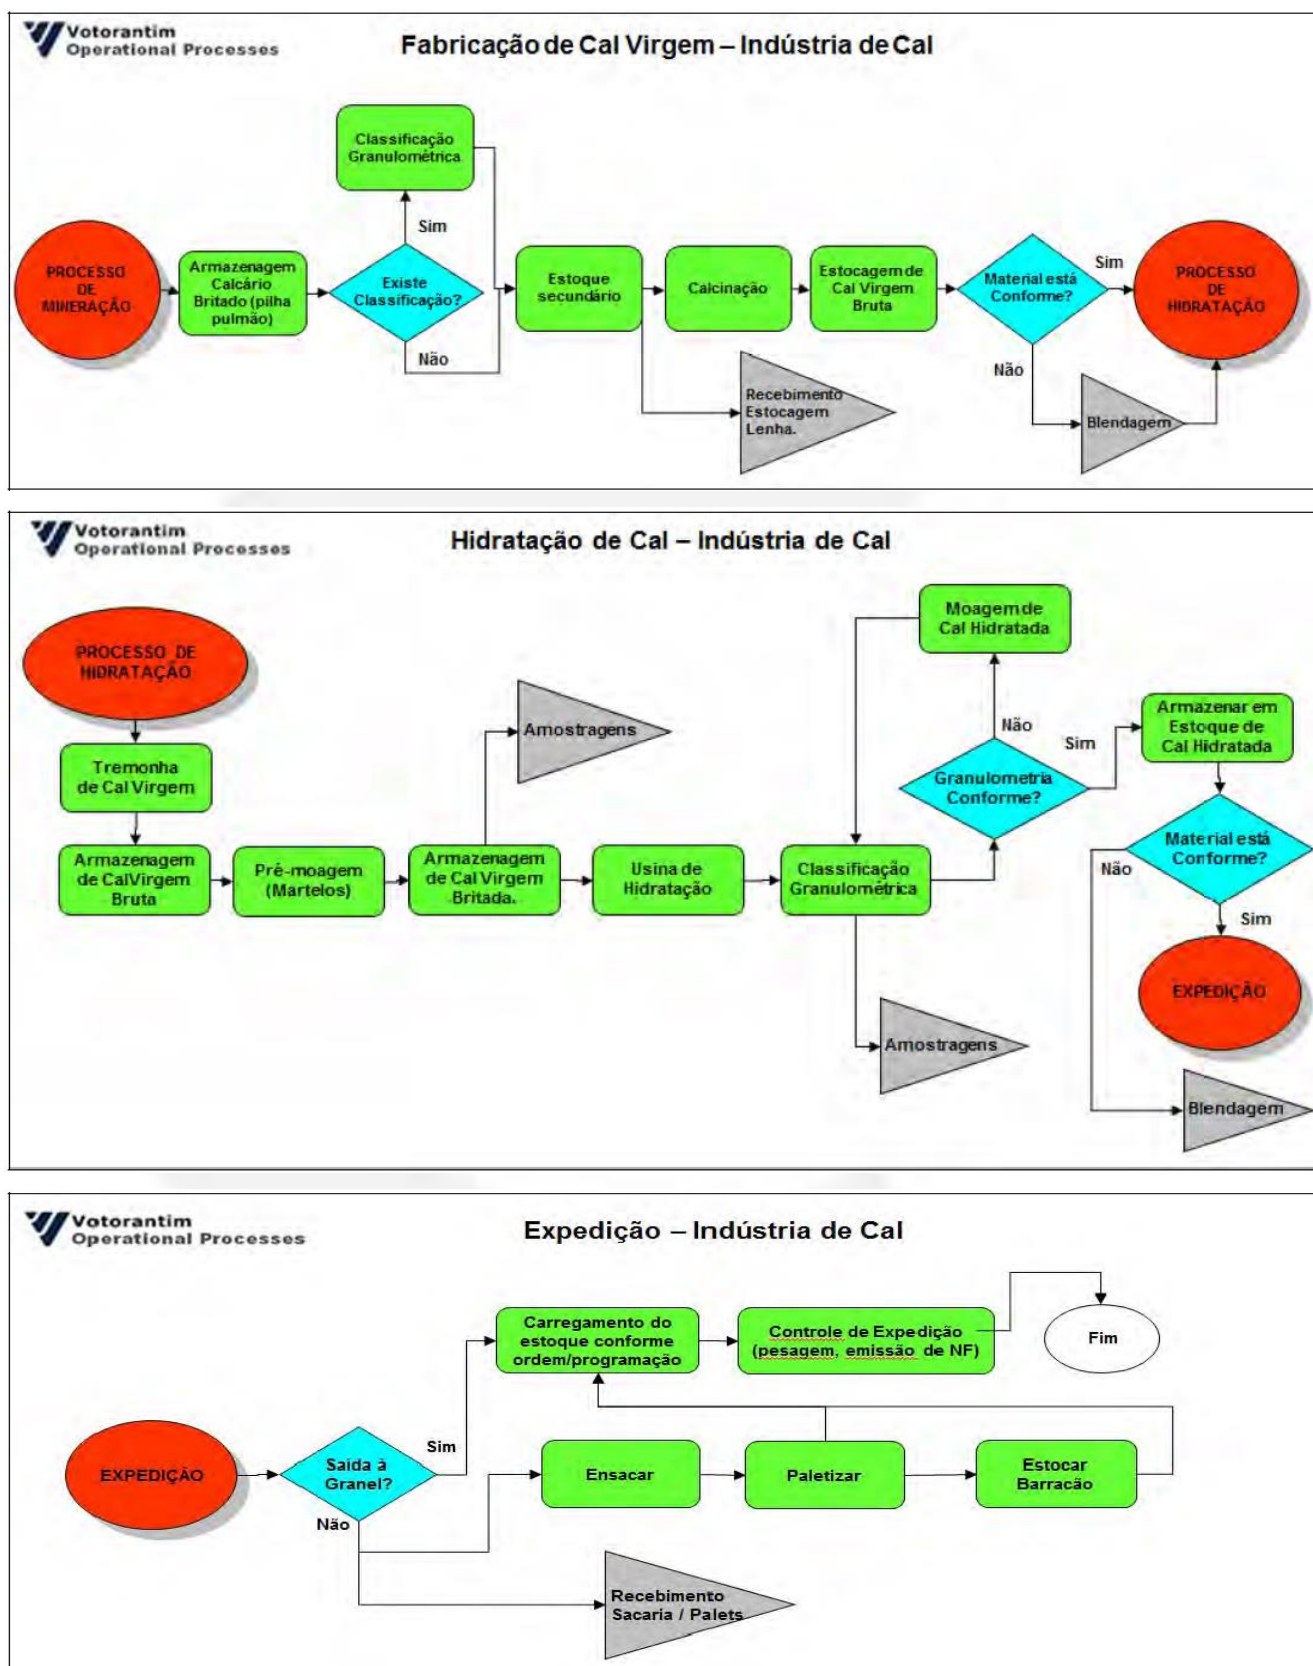 Votorantim
Operational Processes
Fabricação de Cal Virgem – Indústria de Cal
Classificação
Granulométrica
Sim
PROCESSO
DE
MINERAÇÃO
Armazenagem
Calcário
Britado (pilha
pulmão)
Existe
Classificação?
Não
Estoque
secundário
Calcinação
Estocagem de
Cal Virgem
Bruta
Material está
Conforme?
Sim
PROCESSO
DE
HIDRATAÇÃO
Não
Recebimento
Estocagem
Lenha.
Blendagem
Votorantim
Operational Processes
Hidratação de Cal – Indústria de Cal
PROCESSO DE
HIDRATAÇÃO
Tremonha
de Cal Virgem
Armazenagem
de Cal Virgem
Bruta
Pré-moagem
(Martelos)
Armazenagem
de Cal Virgem
Britada.
Amostragens
Usina de
Hidratação
Classificação
Granulométrica
Amostragens
Moagem de
Cal Hidratada
Não
Granulometria
Conforme?
Sim
Armazenar em
Estoque de
Cal Hidratada
Material está
Conforme?
Não
Sim
EXPEDIÇÃO
Blendagem
Votorantim
Operational Processes
Expedição – Indústria de Cal
Carregamento do
estoque conforme
ordem/programação
Controle de Expedição
(pesagem, emissão de NF)
Fim
EXPEDIÇÃO
Saída à
Granel?
Sim
Não
Ensacar
Paletizar
Estocar
Barracão
Recebimento
Sacaria / Palets